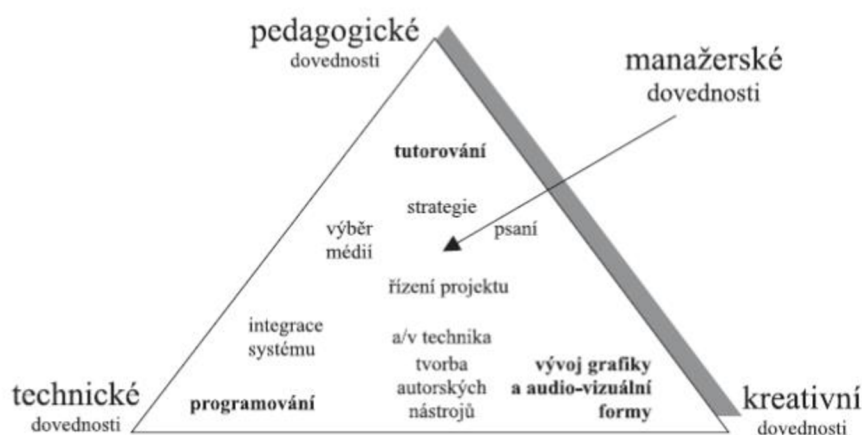 pedagogické
dovednosti
manažerské
dovednosti
tutorování
strategie
výběr
médií
psaní
řízení projektu
integrace
systému
a/v technika
tvorba
autorských
nástrojů
vývoj grafiky
a audio-vizuální
formy
programování
technické
dovednosti
kreativní
dovednosti